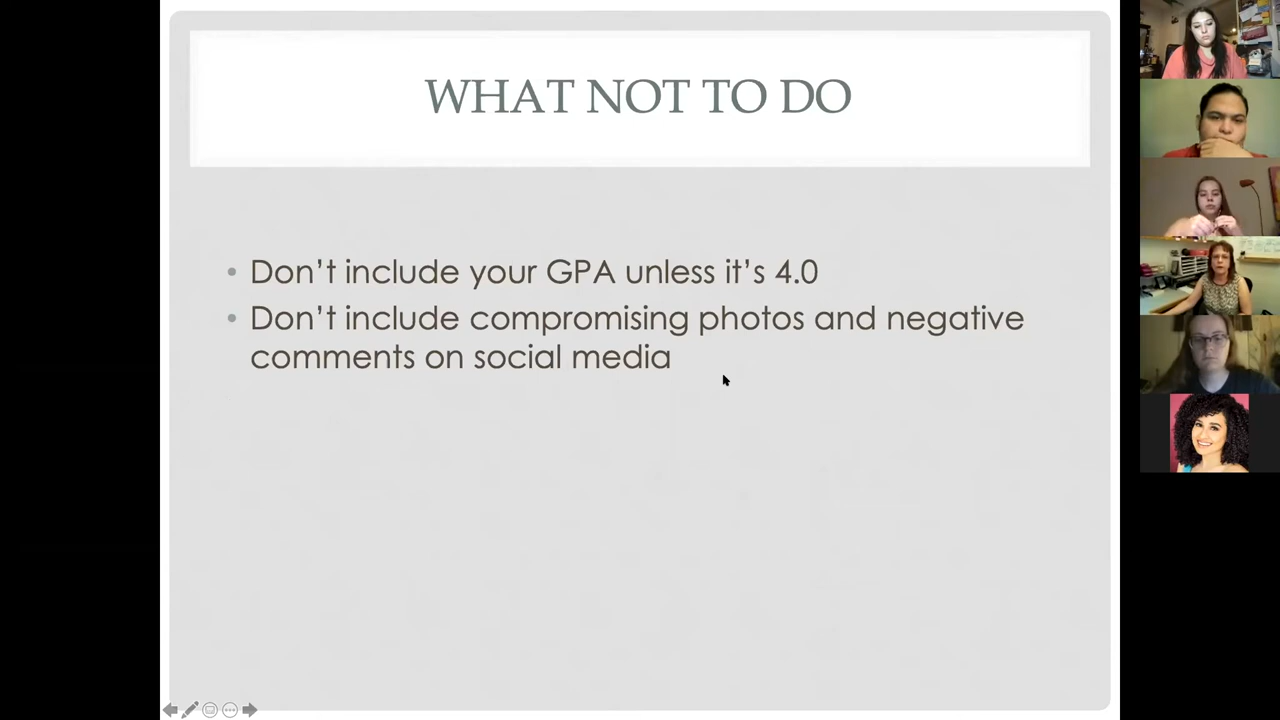 WHAT NOT TO DO
• Don’t include your GPA unless it’s 4.0
• Don’t include compromising photos and negative
comments on social media